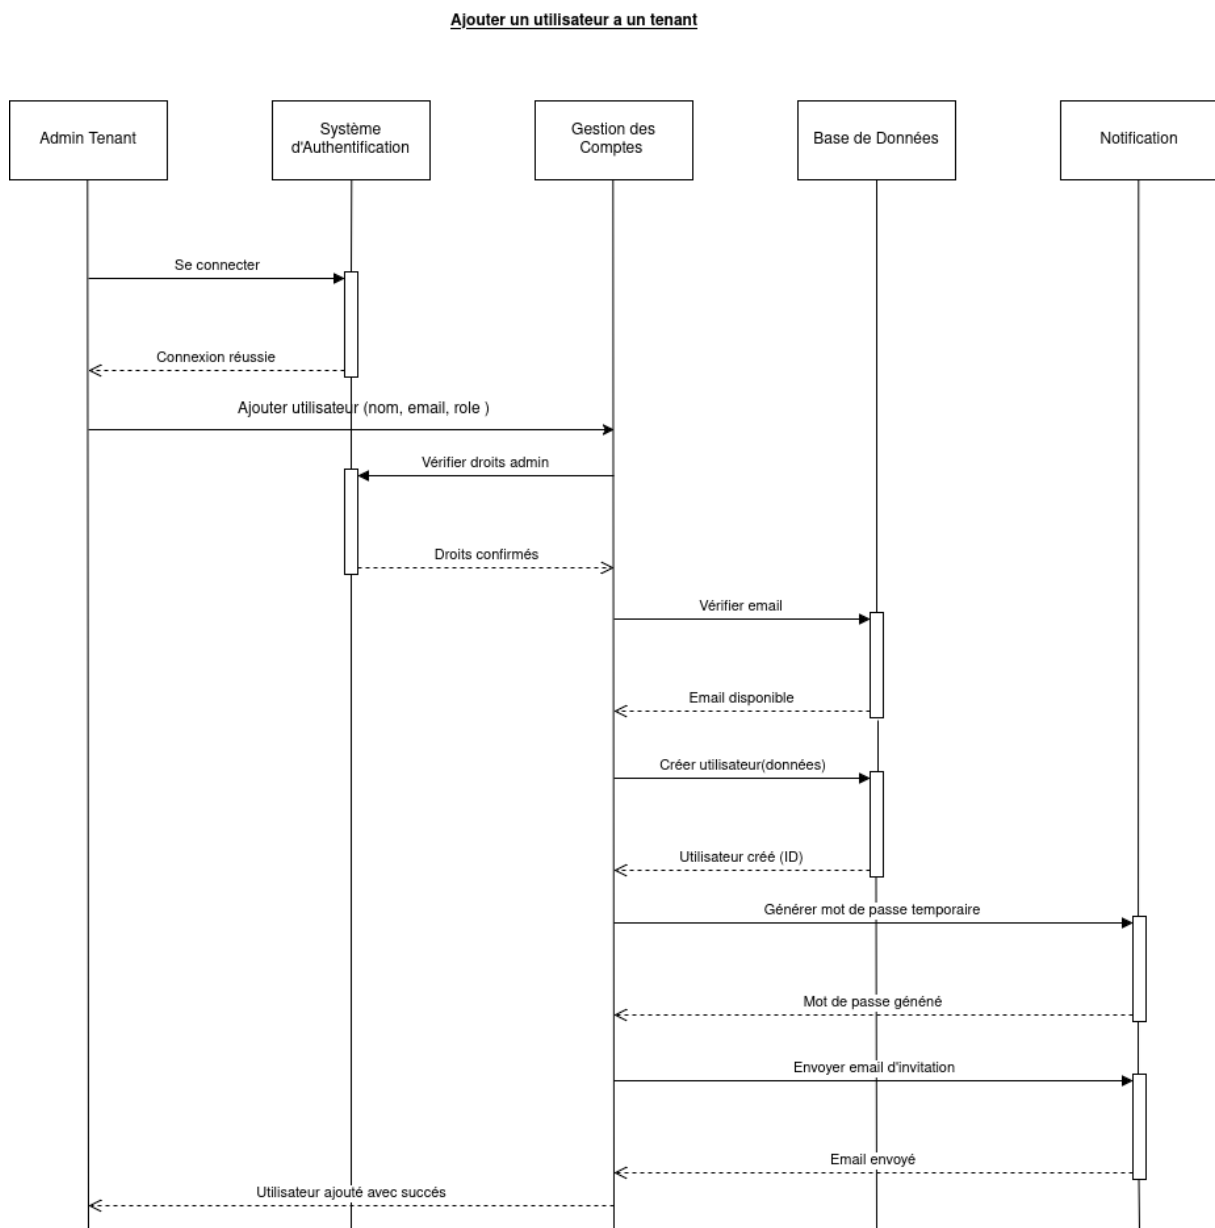 Ajouter un utilisateur a un tenant
Admin Tenant
Système
d'Authentification
Gestion des
Comptes
Base de Données
Notification
Se connecter
Connexion réussie
Ajouter utilisateur (nom, email, role )
Vérifier droits admin
Droits confirmés
Vérifier email
Email disponible
Créer utilisateur(données)
Utilisateur créé (ID)
Générer mot de passe temporaire
Mot de passe généné
Envoyer email d'invitation
Email envoyé
Utilisateur ajouté avec succés